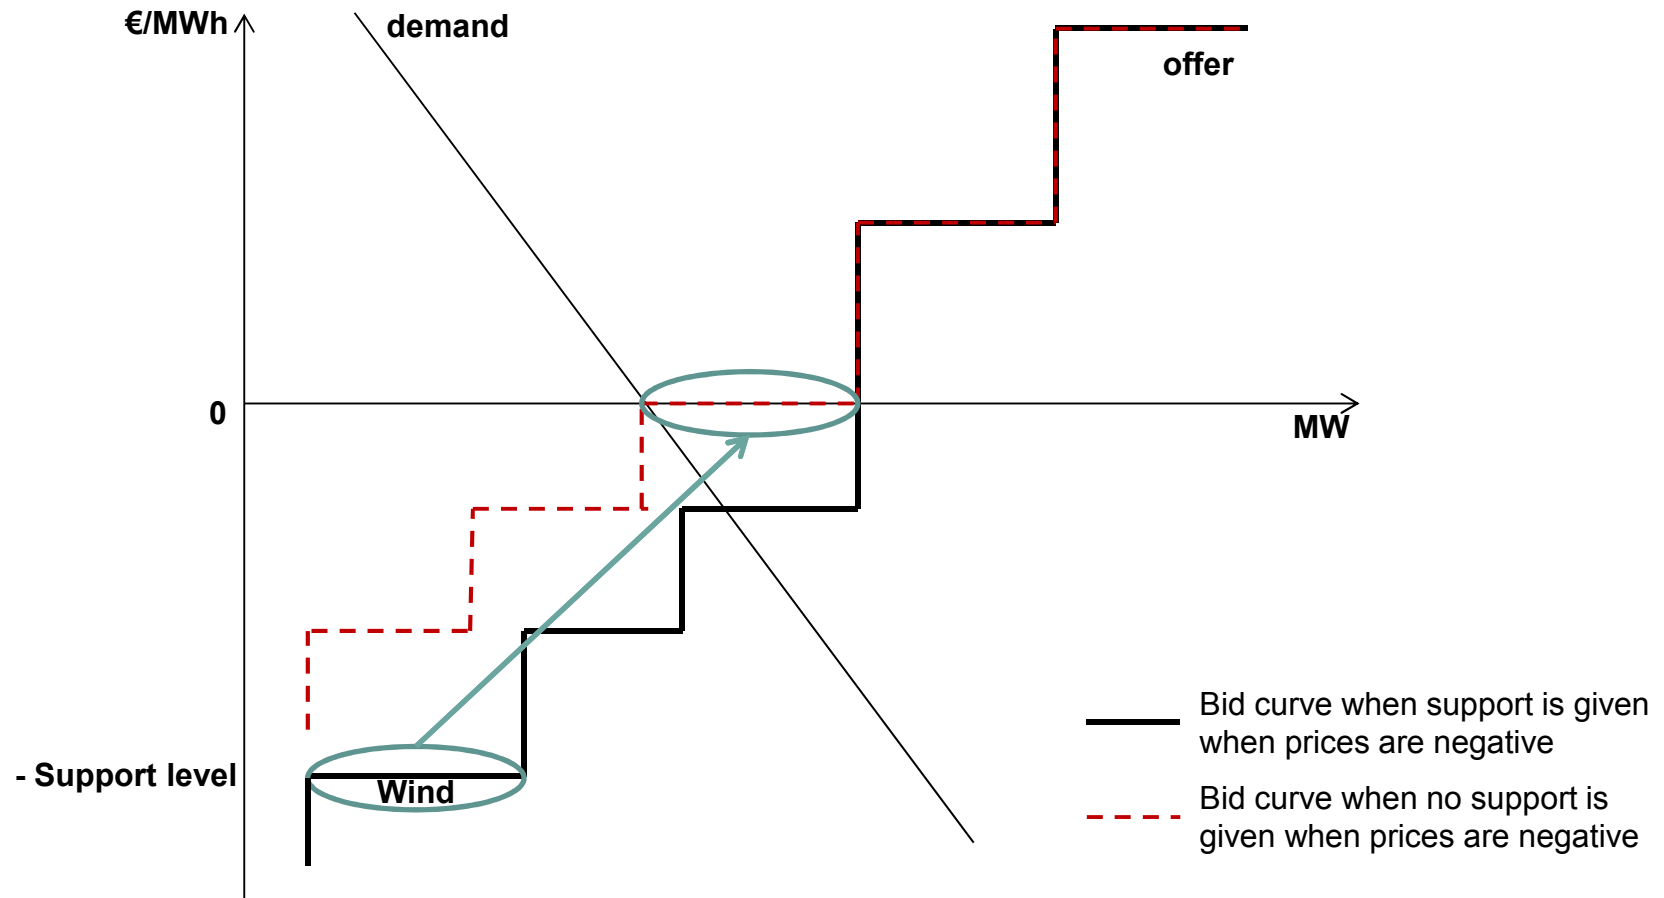 €/MWh
demand
offer
0
MW
- Support level
Wind
Bid curve when support is given
when prices are negative
Bid curve when no support is
given when prices are negative